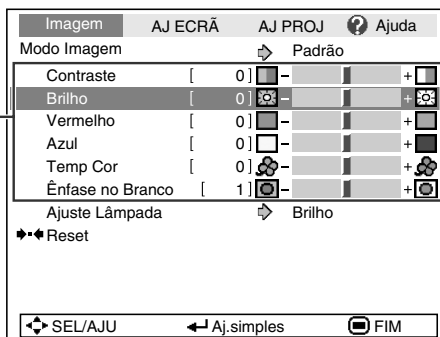 Imagem AJ ECRÃ AJ PROJ ? Ajuda
Modo Imagem Padrão
Contraste [ 0] - +
Brilho [ 0] - +
Vermelho [ 0] - +
Azul [ 0] - +
Temp Cor [ 0] - +
Ênfase no Branco [ 1] - +
Ajuste Lâmpada Brilho
Reset
SEL/AJU Aj.simples FIM